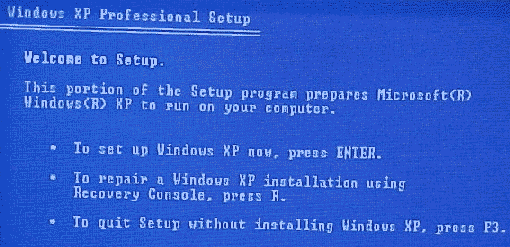 Windows XP Professional Setup
Welcome to Setup.
This portion of the Setup program prepares Microsoft(R)
Windows(R) XP to run on your computer.
• To set up Windows XP now, press ENTER.
• To repair a Windows XP installation using
Recovery Console, press R.
• To quit Setup without installing Windows XP, press F3.